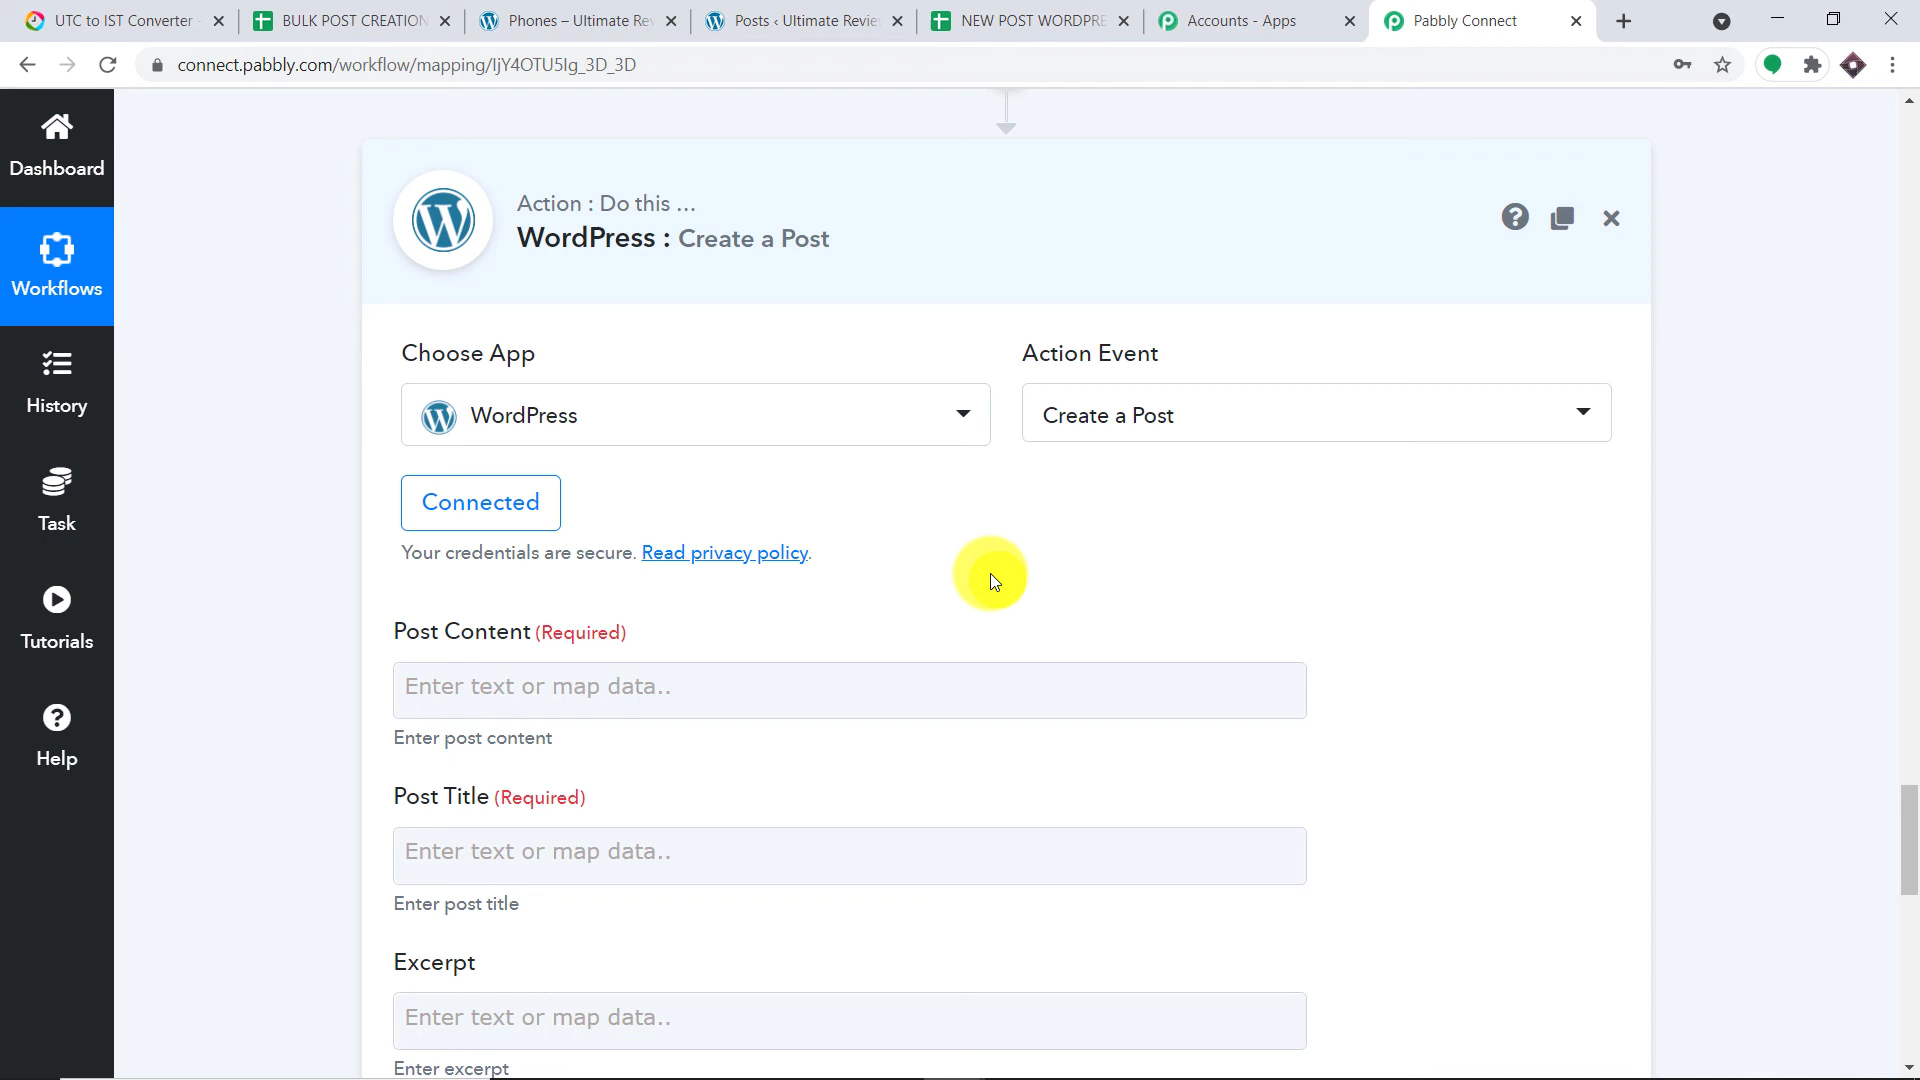 UTC to IST Converter -
BULK POST CREATION
Phones – Ultimate Re
Posts ‹ Ultimate Revie
NEW POST WORDPRE
Accounts - Apps
Pabbly Connect
connect.pabbly.com/workflow/mapping/IjY4OTU5Ig_3D_3D
Dashboard
Workflows
History
Task
Tutorials
Help
Action : Do this ...
WordPress : Create a Post
Choose App
Action Event
WordPress
Create a Post
Connected
Your credentials are secure. Read privacy policy.
Post Content (Required)
Enter text or map data..
Enter post content
Post Title (Required)
Enter text or map data..
Enter post title
Excerpt
Enter text or map data..
Enter excerpt